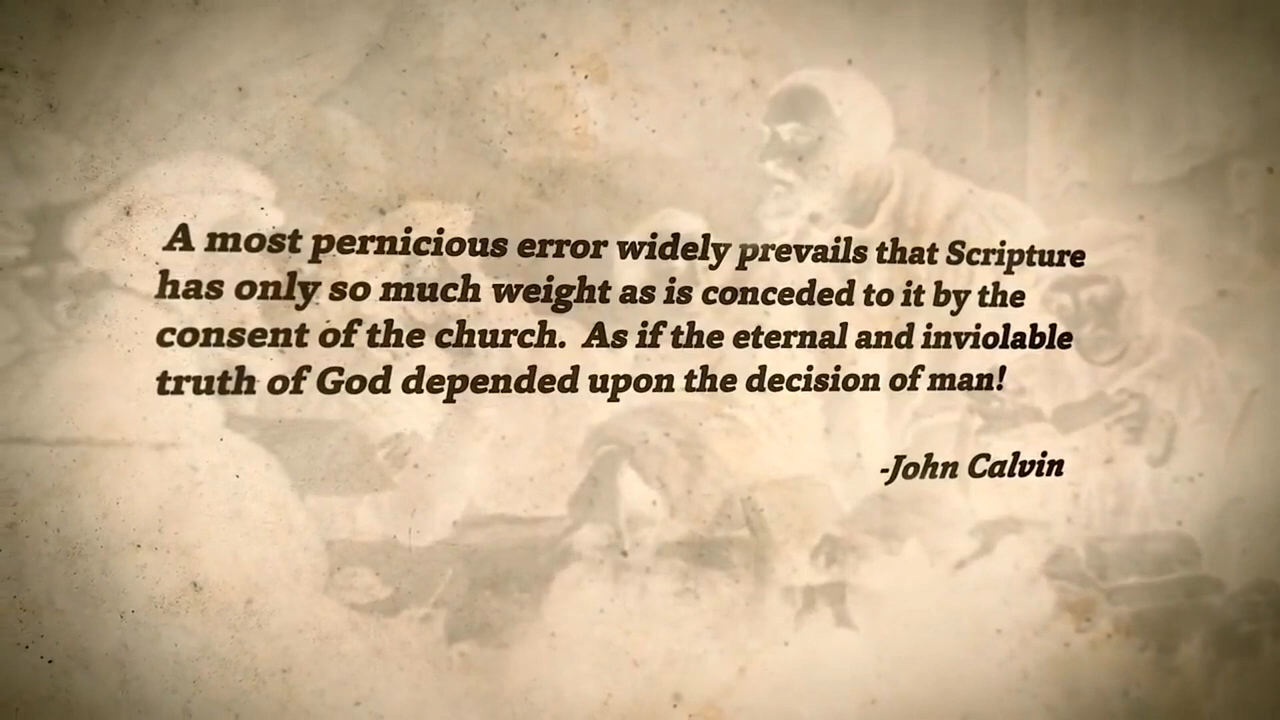 A most pernicious error widely prevails that Scripture
has only so much weight as is conceded to it by the
consent of the church. As if the eternal and inviolable
truth of God depended upon the decision of man!
-John Calvin